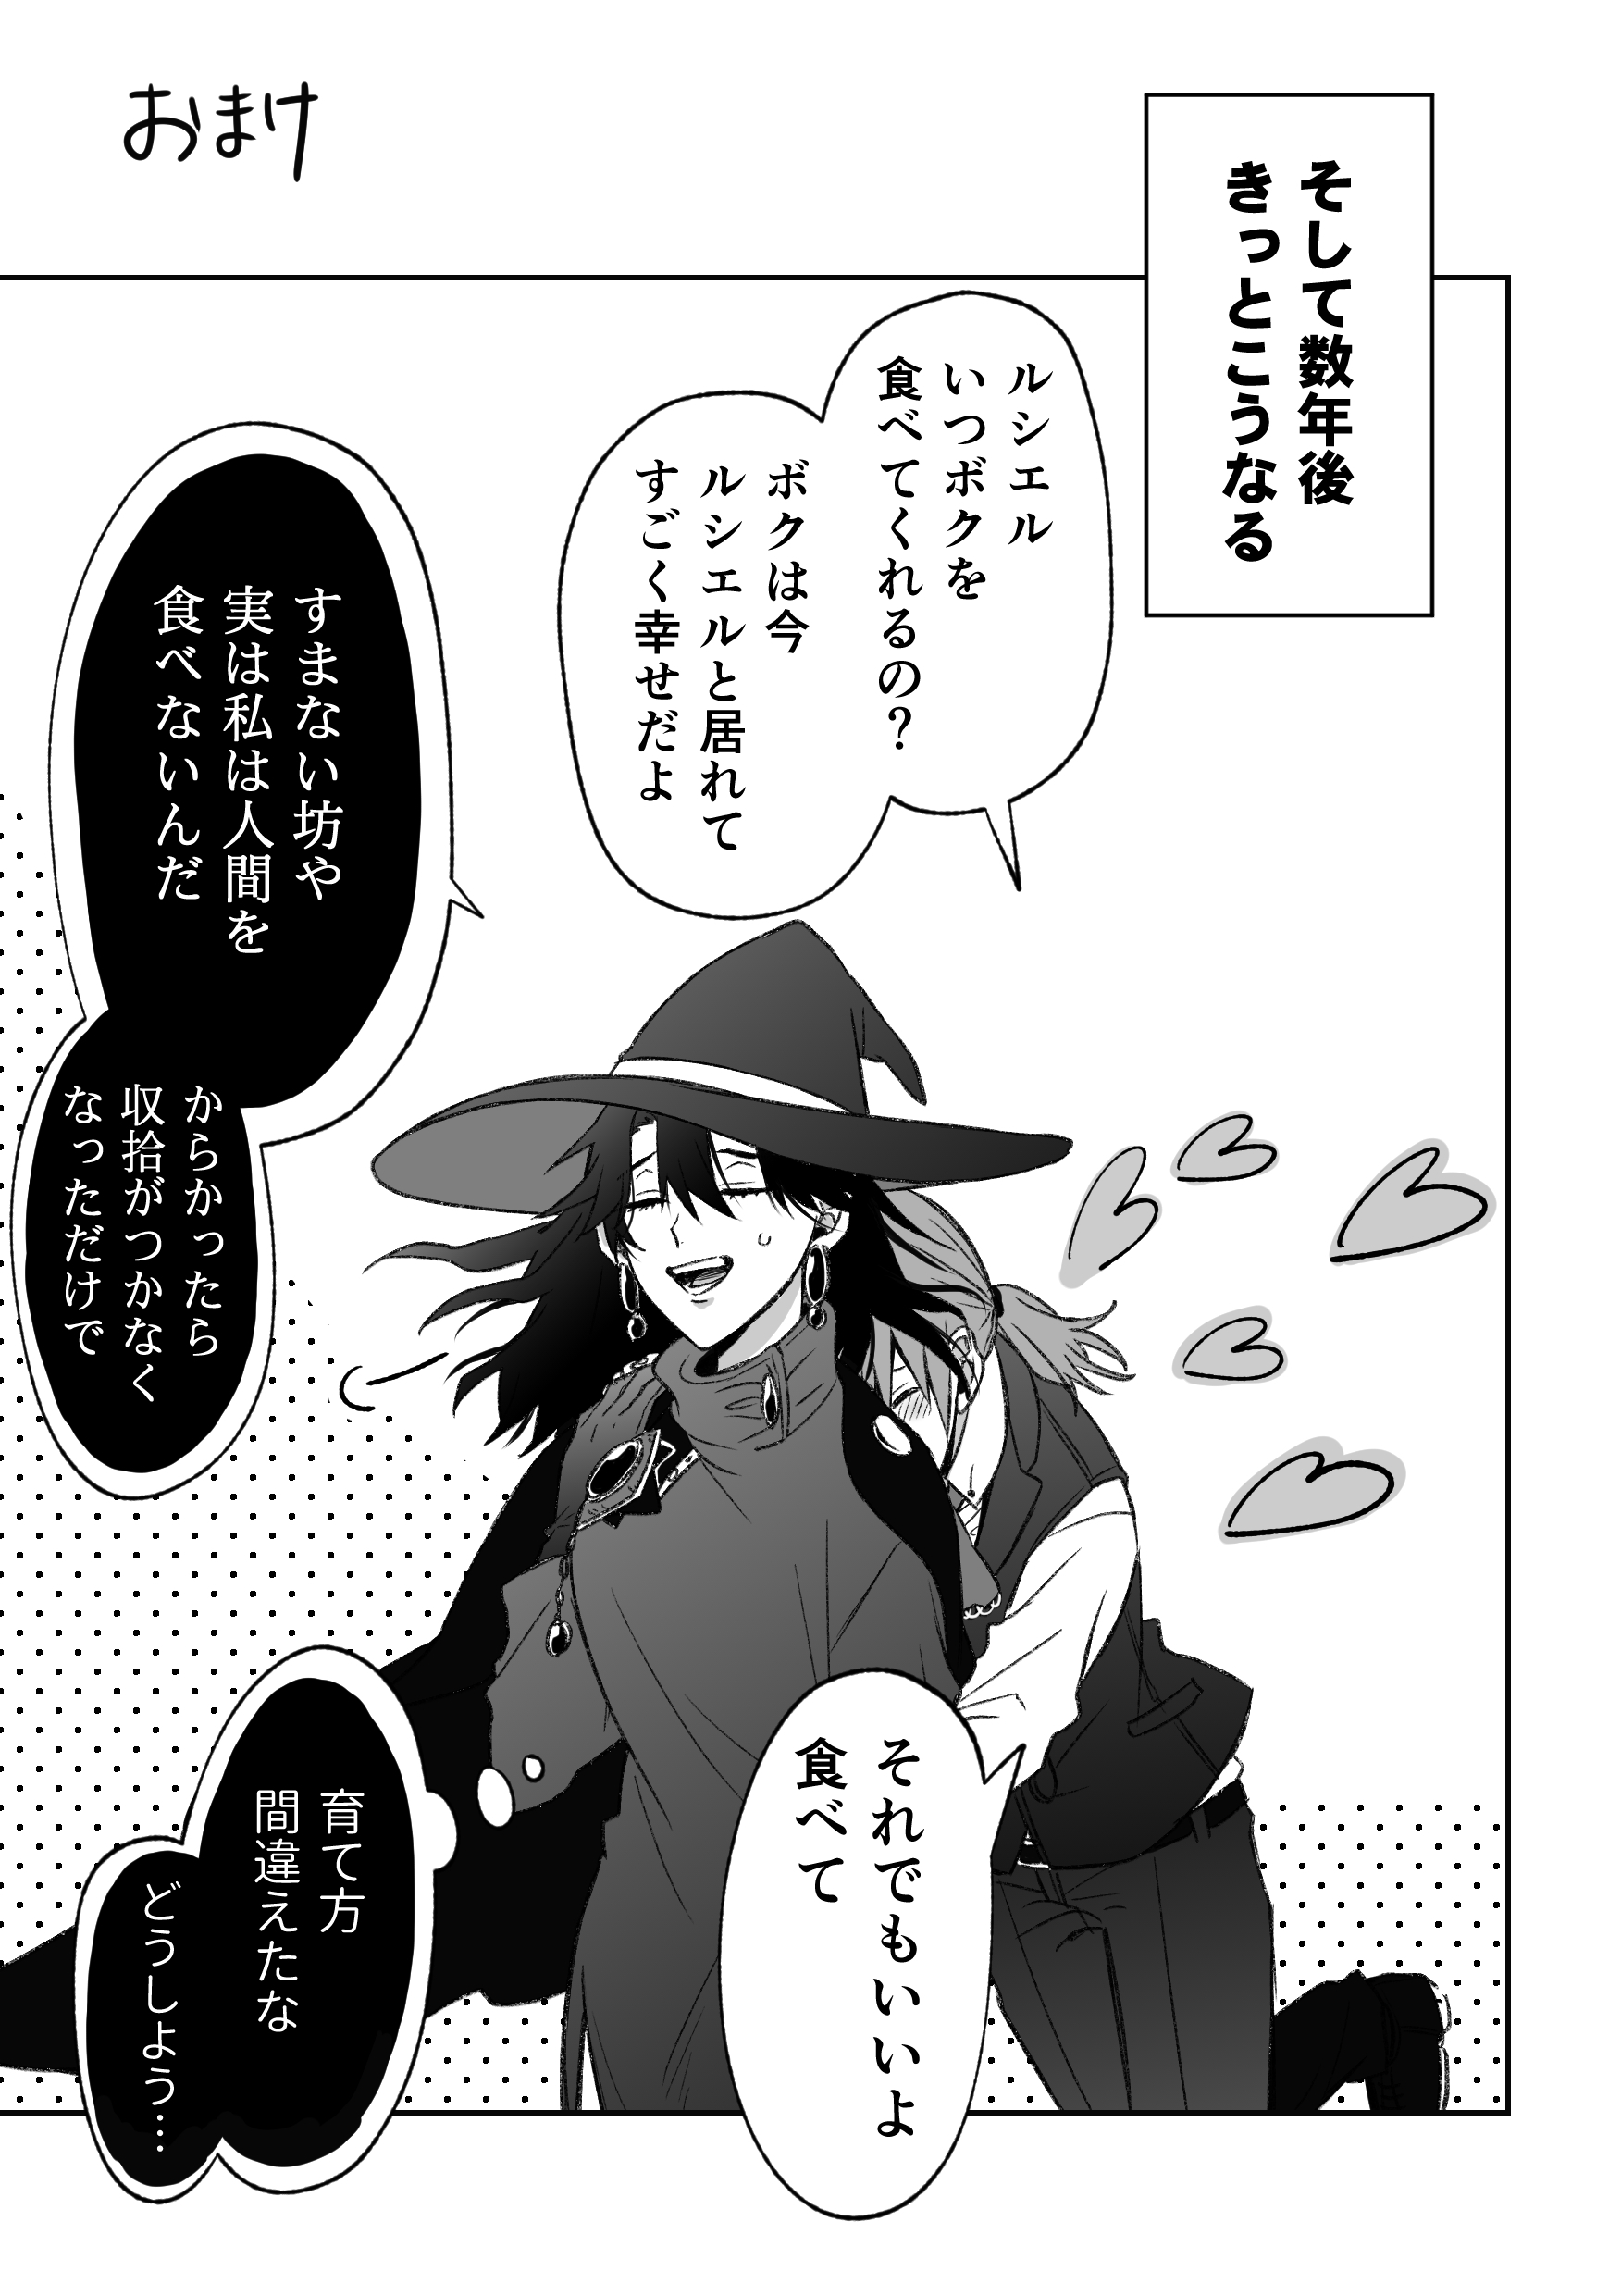 おまけ
そして数年後
きっとこうなる
ルシエル
いつボクを
食べてくれるの？
ボクは今
ルシエルと居れて
すごく幸せだよ
すまない坊や
実は私は人間を
食べないんだ
からかったら
収拾がつかなく
なっただけで
それでもいいよ
食べて
育て方
間違えたな
どうしよう…